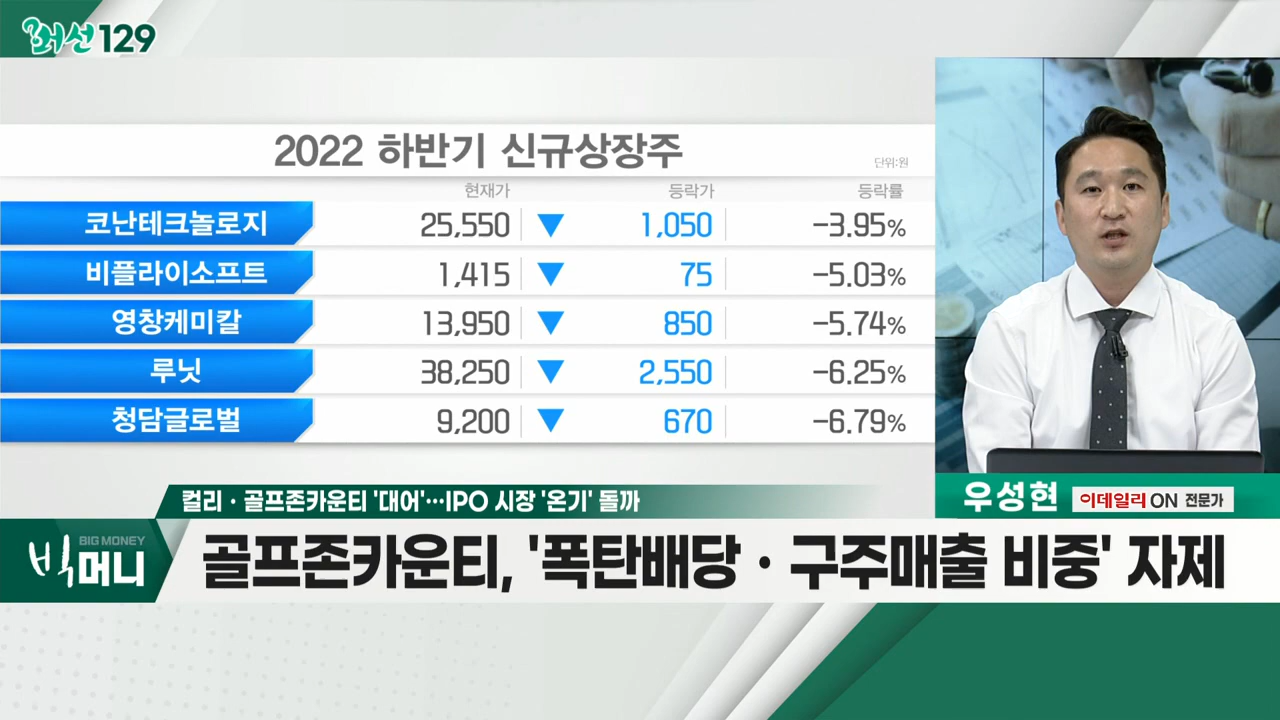 머선129
2022 하반기 신규상장주
단위:원
현재가 등락가 등락률
코난테크놀로지 25,550 ▼ 1,050 -3.95%
비플라이소프트 1,415 ▼ 75 -5.03%
영창케미칼 13,950 ▼ 850 -5.74%
루닛 38,250 ▼ 2,550 -6.25%
청담글로벌 9,200 ▼ 670 -6.79%
우성현 이데일리ON 전문가
컬리·골프존카운티 '대어'…IPO 시장 '온기' 돌까
BIG MONEY
빅머니
골프존카운티, '폭탄배당·구주매출 비중' 자제